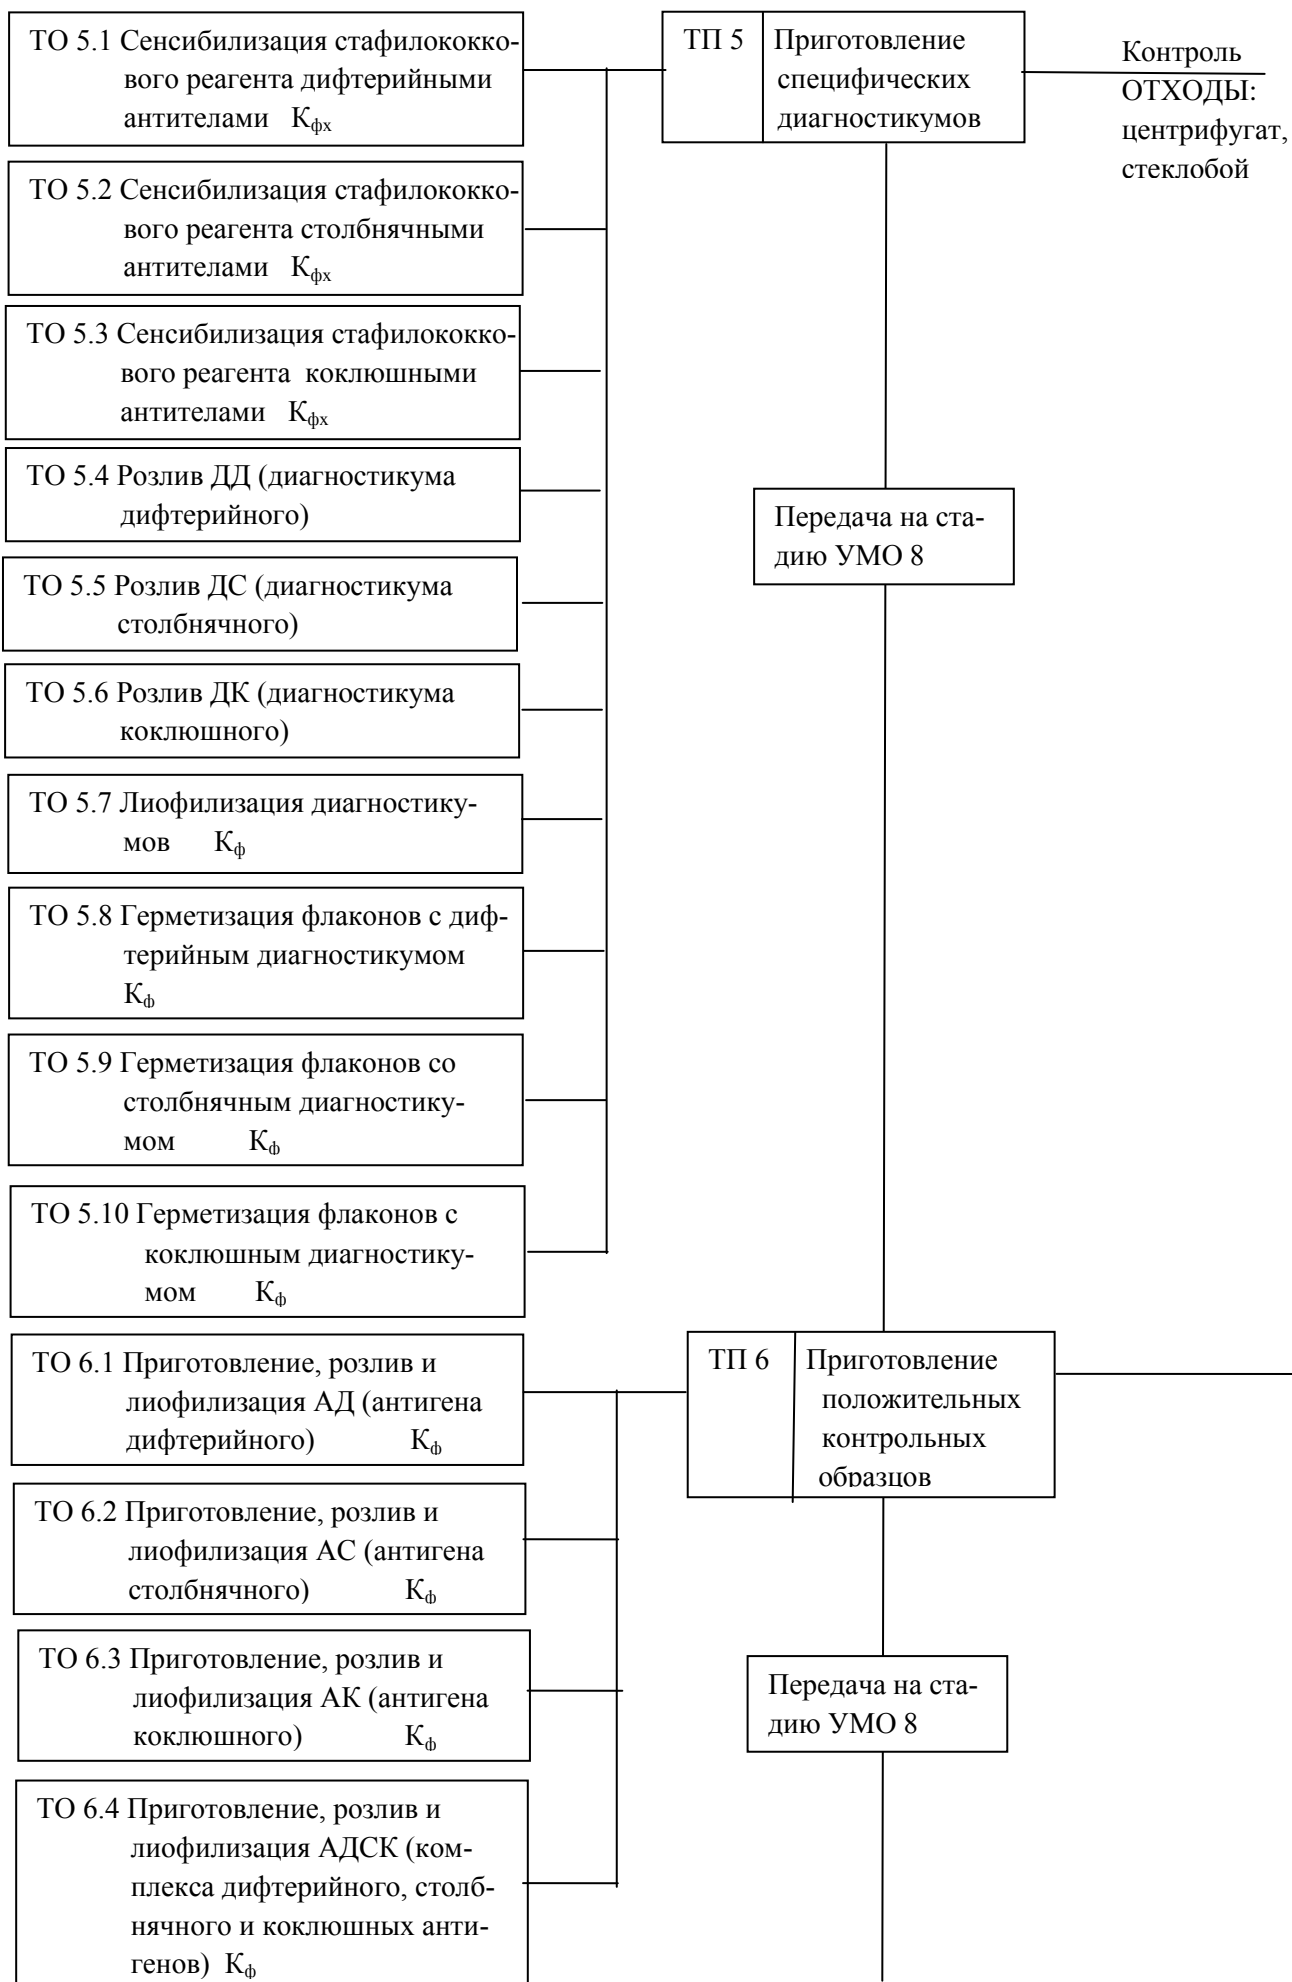 ТО 5.1 Сенсибилизация стафилококко-
вого реагента дифтерийными
антителами Кфх
ТП 5
Приготовление
специфических
диагностикумов
Контроль
ОТХОДЫ:
центрифугат,
стеклобой
ТО 5.2 Сенсибилизация стафилококко-
вого реагента столбнячными
антителами Кфх
ТО 5.3 Сенсибилизация стафилококко-
вого реагента коклюшными
антителами Кфх
ТО 5.4 Розлив ДД (диагностикума
дифтерийного)
Передача на ста-
дию УМО 8
ТО 5.5 Розлив ДС (диагностикума
столбнячного)
ТО 5.6 Розлив ДК (диагностикума
коклюшного)
ТО 5.7 Лиофилизация диагностику-
мов Кф
ТО 5.8 Герметизация флаконов с диф-
терийным диагностикумом
Кф
ТО 5.9 Герметизация флаконов со
столбнячным диагностику-
мом Кф
ТО 5.10 Герметизация флаконов с
коклюшным диагностику-
мом Кф
ТО 6.1 Приготовление, розлив и
лиофилизация АД (антигена
дифтерийного) Кф
ТП 6
Приготовление
положительных
контрольных
образцов
ТО 6.2 Приготовление, розлив и
лиофилизация АС (антигена
столбнячного) Кф
ТО 6.3 Приготовление, розлив и
лиофилизация АК (антигена
коклюшного) Кф
Передача на ста-
дию УМО 8
ТО 6.4 Приготовление, розлив и
лиофилизация АДСК (ком-
плекса дифтерийного, столб-
нячного и коклюшных анти-
генов) Кф